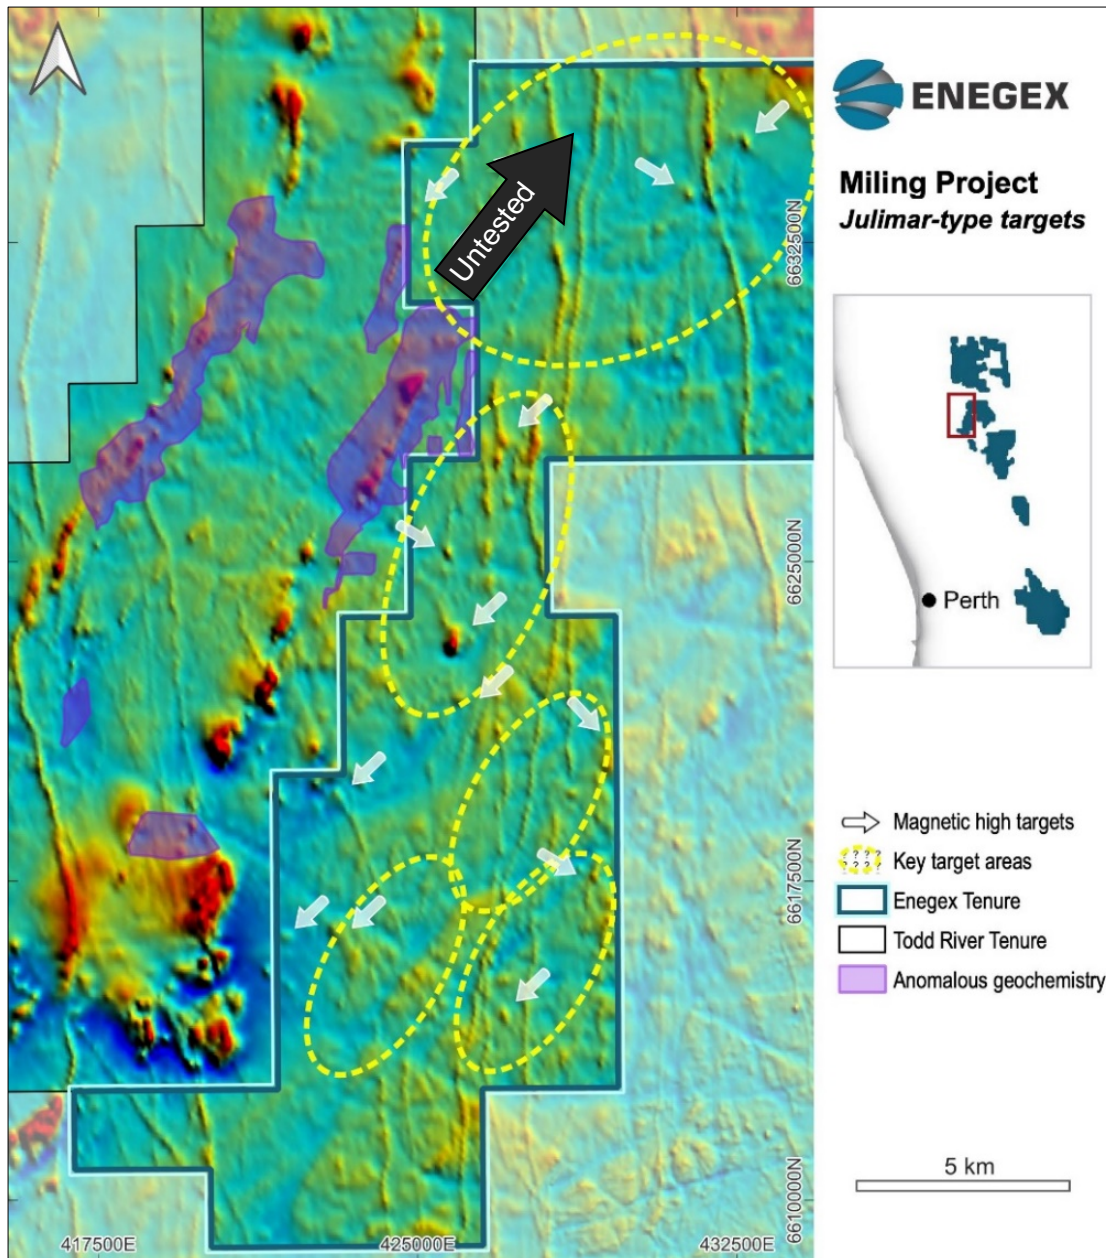 ENEGEX
Miling Project
Julimar-type targets
Untested
6632500N
6625000N
6617500N
6610000N
417500E
425000E
432500E
Perth
Magnetic high targets
? ? ?
? ? ? ?
Key target areas
Enegex Tenure
Todd River Tenure
Anomalous geochemistry
5 km